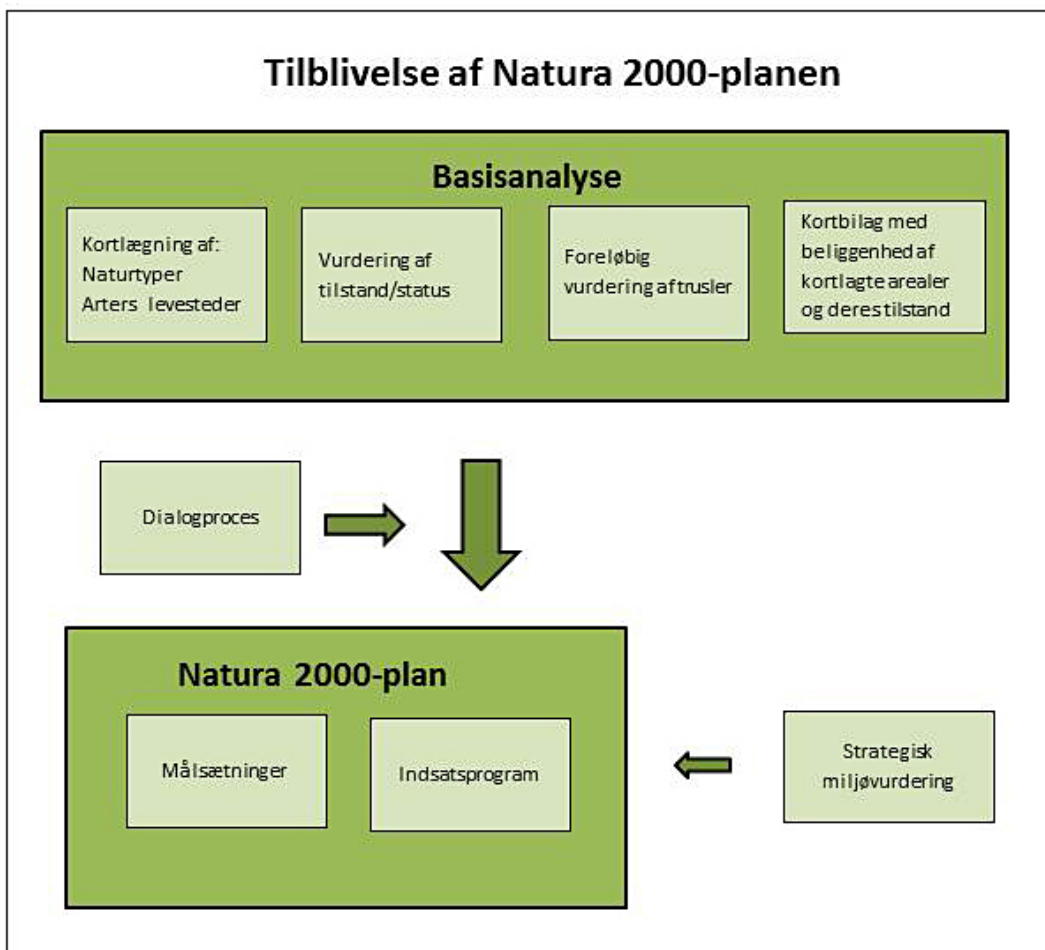 Tilblivelse af Natura 2000-planen
Basisanalyse
Kortlægning af:
Naturtyper
Arters levesteder
Vurdering af
tilstand/status
Foreløbig
vurdering af trusler
Kortbilag med
beliggenhed af
kortlagte arealer
og deres tilstand
Dialogproces
Natura 2000-plan
Målsætninger
Indsatsprogram
Strategisk
miljøvurdering